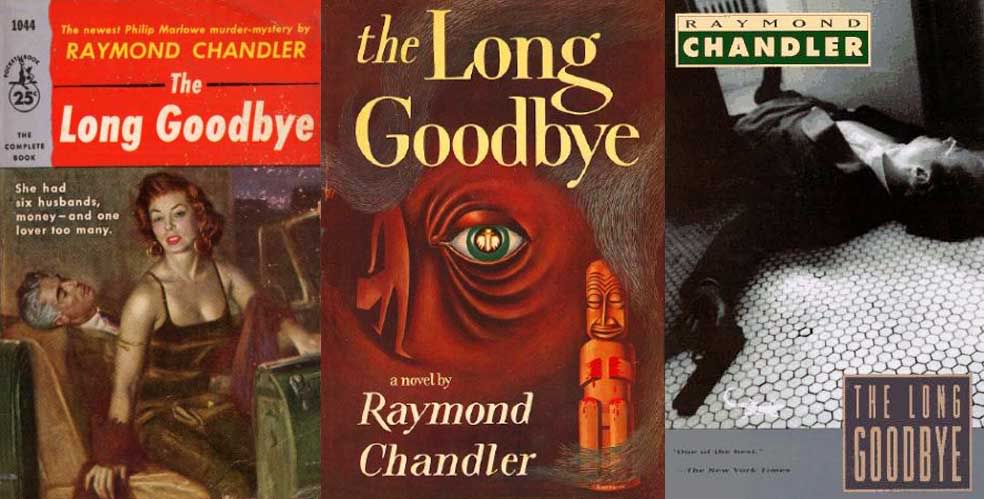 1044
POCKET BOOK
25¢
THE
COMPLETE
BOOK
The newest Philip Marlowe murder-mystery by
RAYMOND CHANDLER
The
Long Goodbye
She had
six husbands,
money—and one
lover too many.
the Long
Goodbye
a novel by
Raymond
Chandler
RAYMOND
CHANDLER
THE LONG
GOODBYE
"One of the best."
—The New York Times